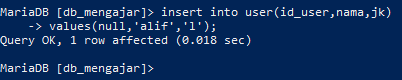 MariaDB [db_mengajar]> insert into user(id_user,nama,jk)
    -> values(null,'alif','l');
Query OK, 1 row affected (0.018 sec)
MariaDB [db_mengajar]>